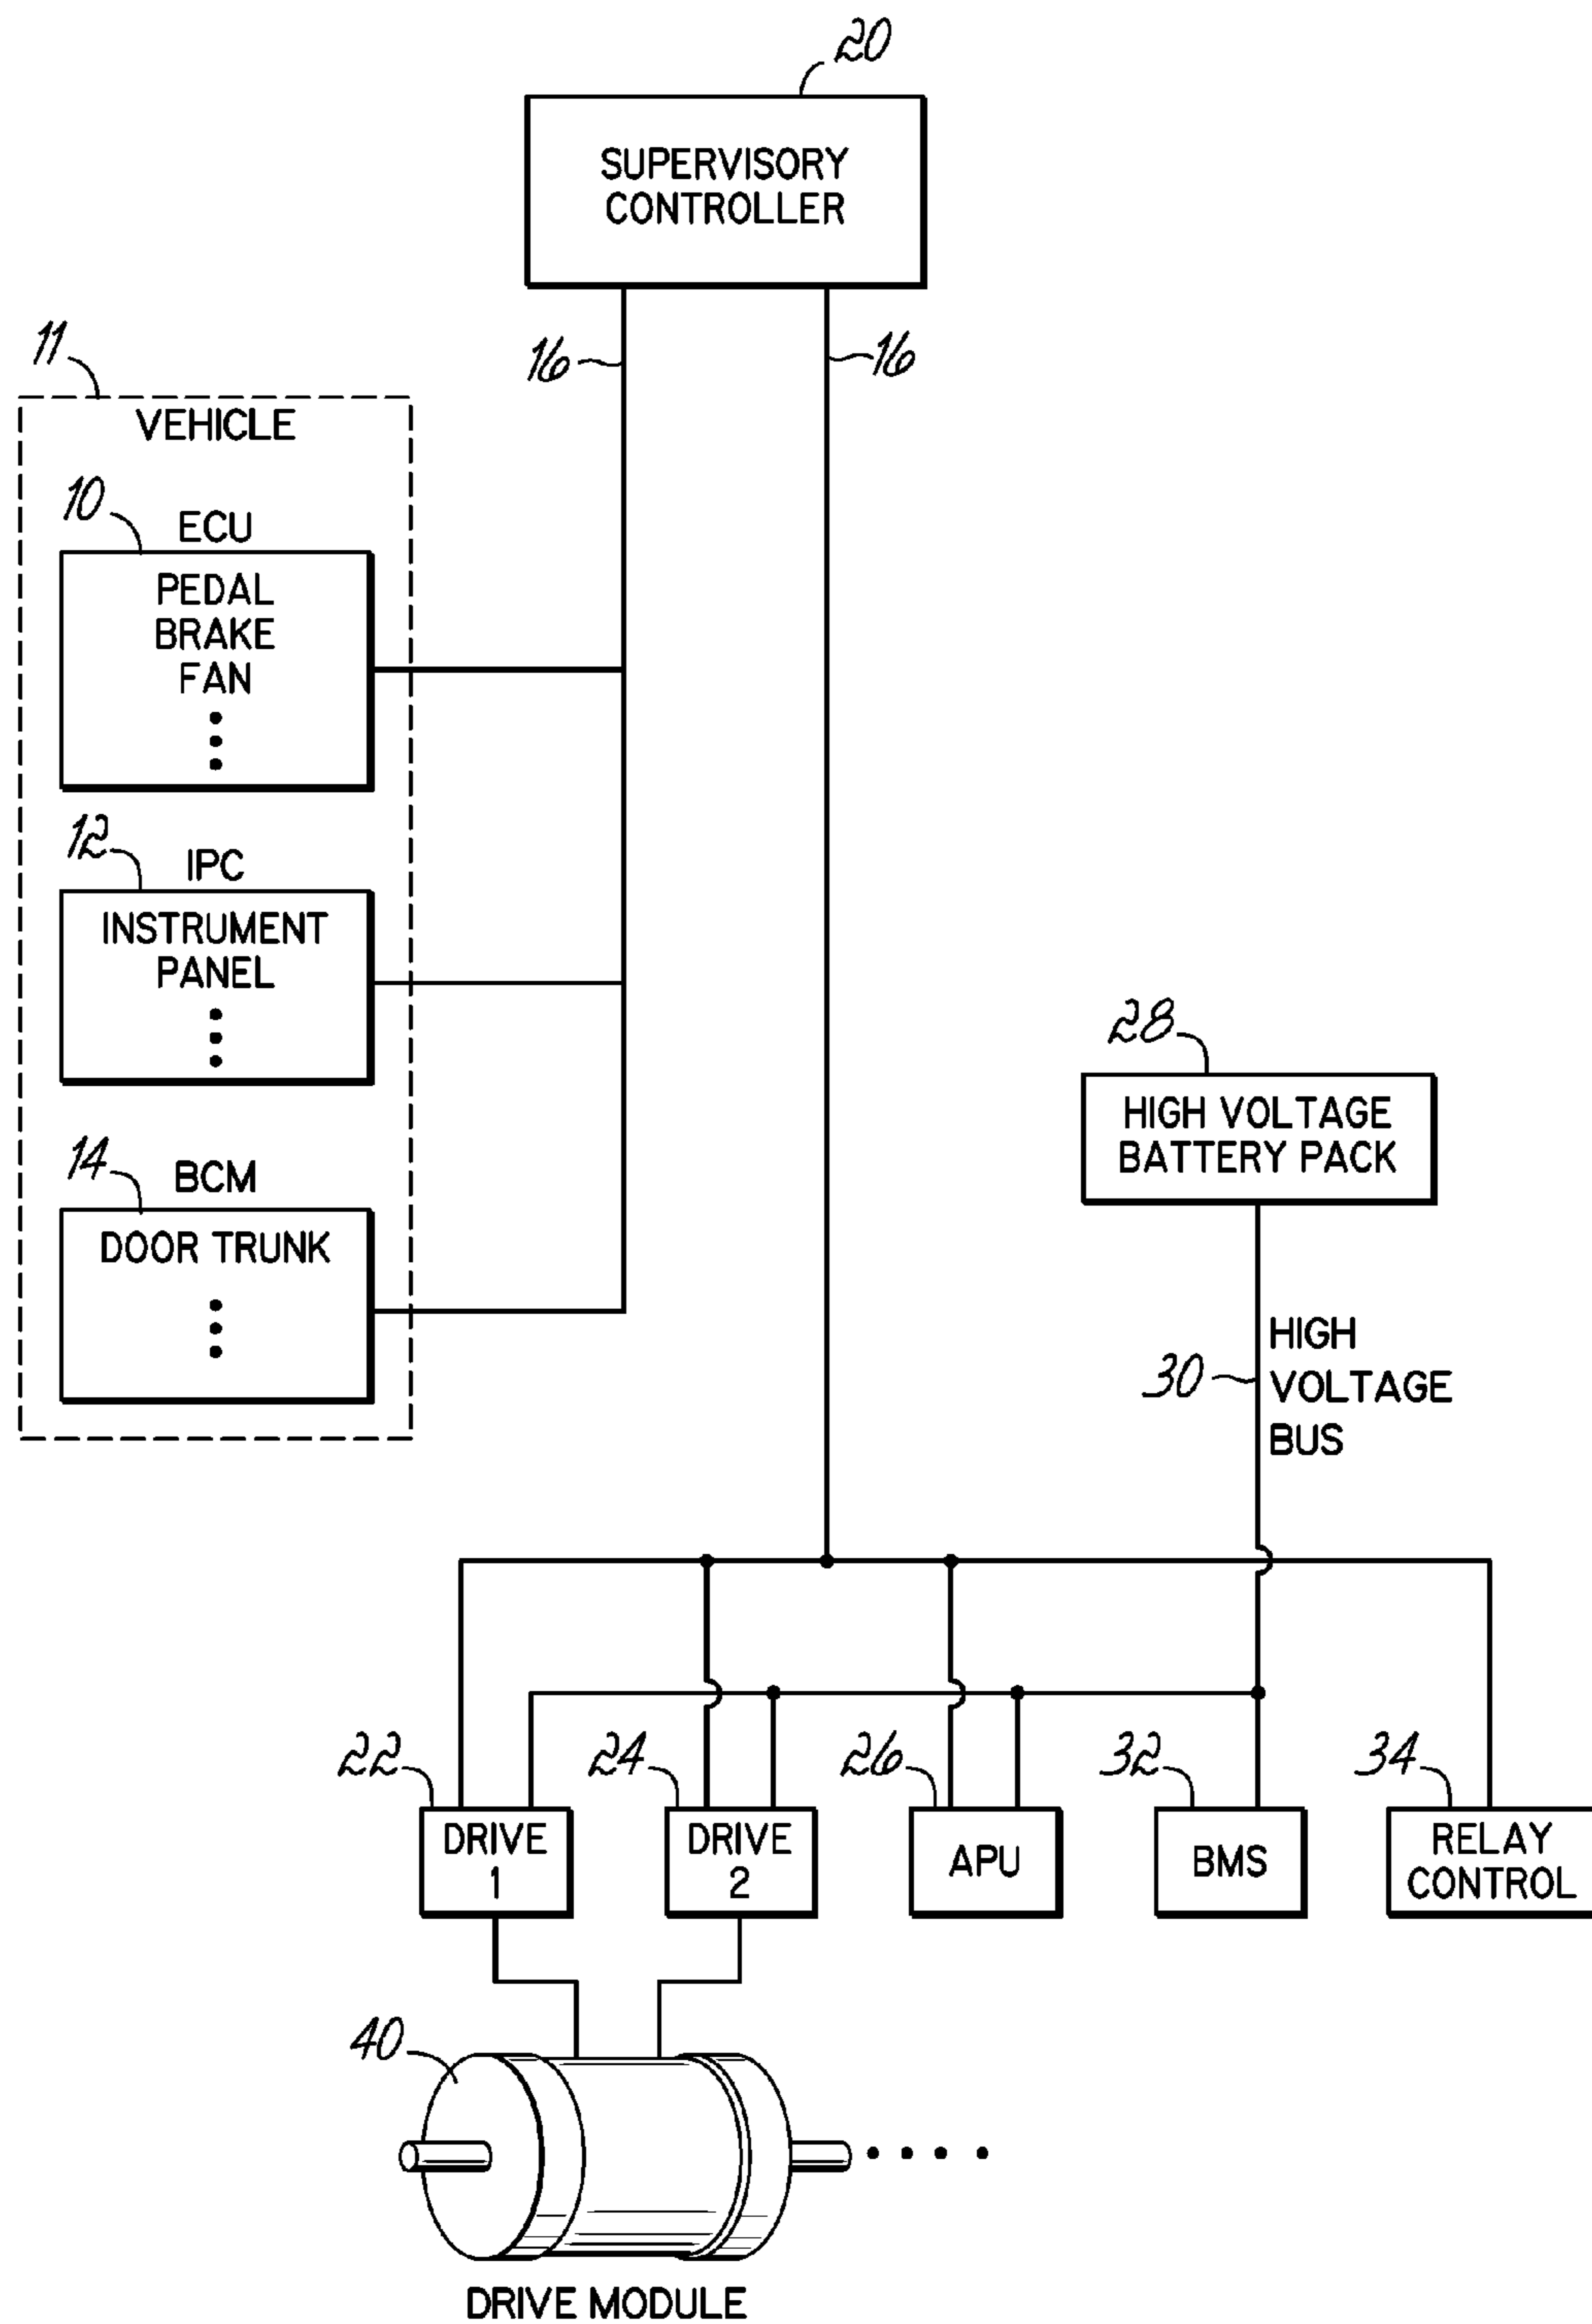 20
SUPERVISORY
CONTROLLER
16
16
11
VEHICLE
10
ECU
PEDAL
BRAKE
FAN
12
IPC
INSTRUMENT
PANEL
14
BCM
DOOR TRUNK
28
HIGH VOLTAGE
BATTERY PACK
30
HIGH
VOLTAGE
BUS
22
DRIVE
1
24
DRIVE
2
26
APU
32
BMS
34
RELAY
CONTROL
40
DRIVE MODULE